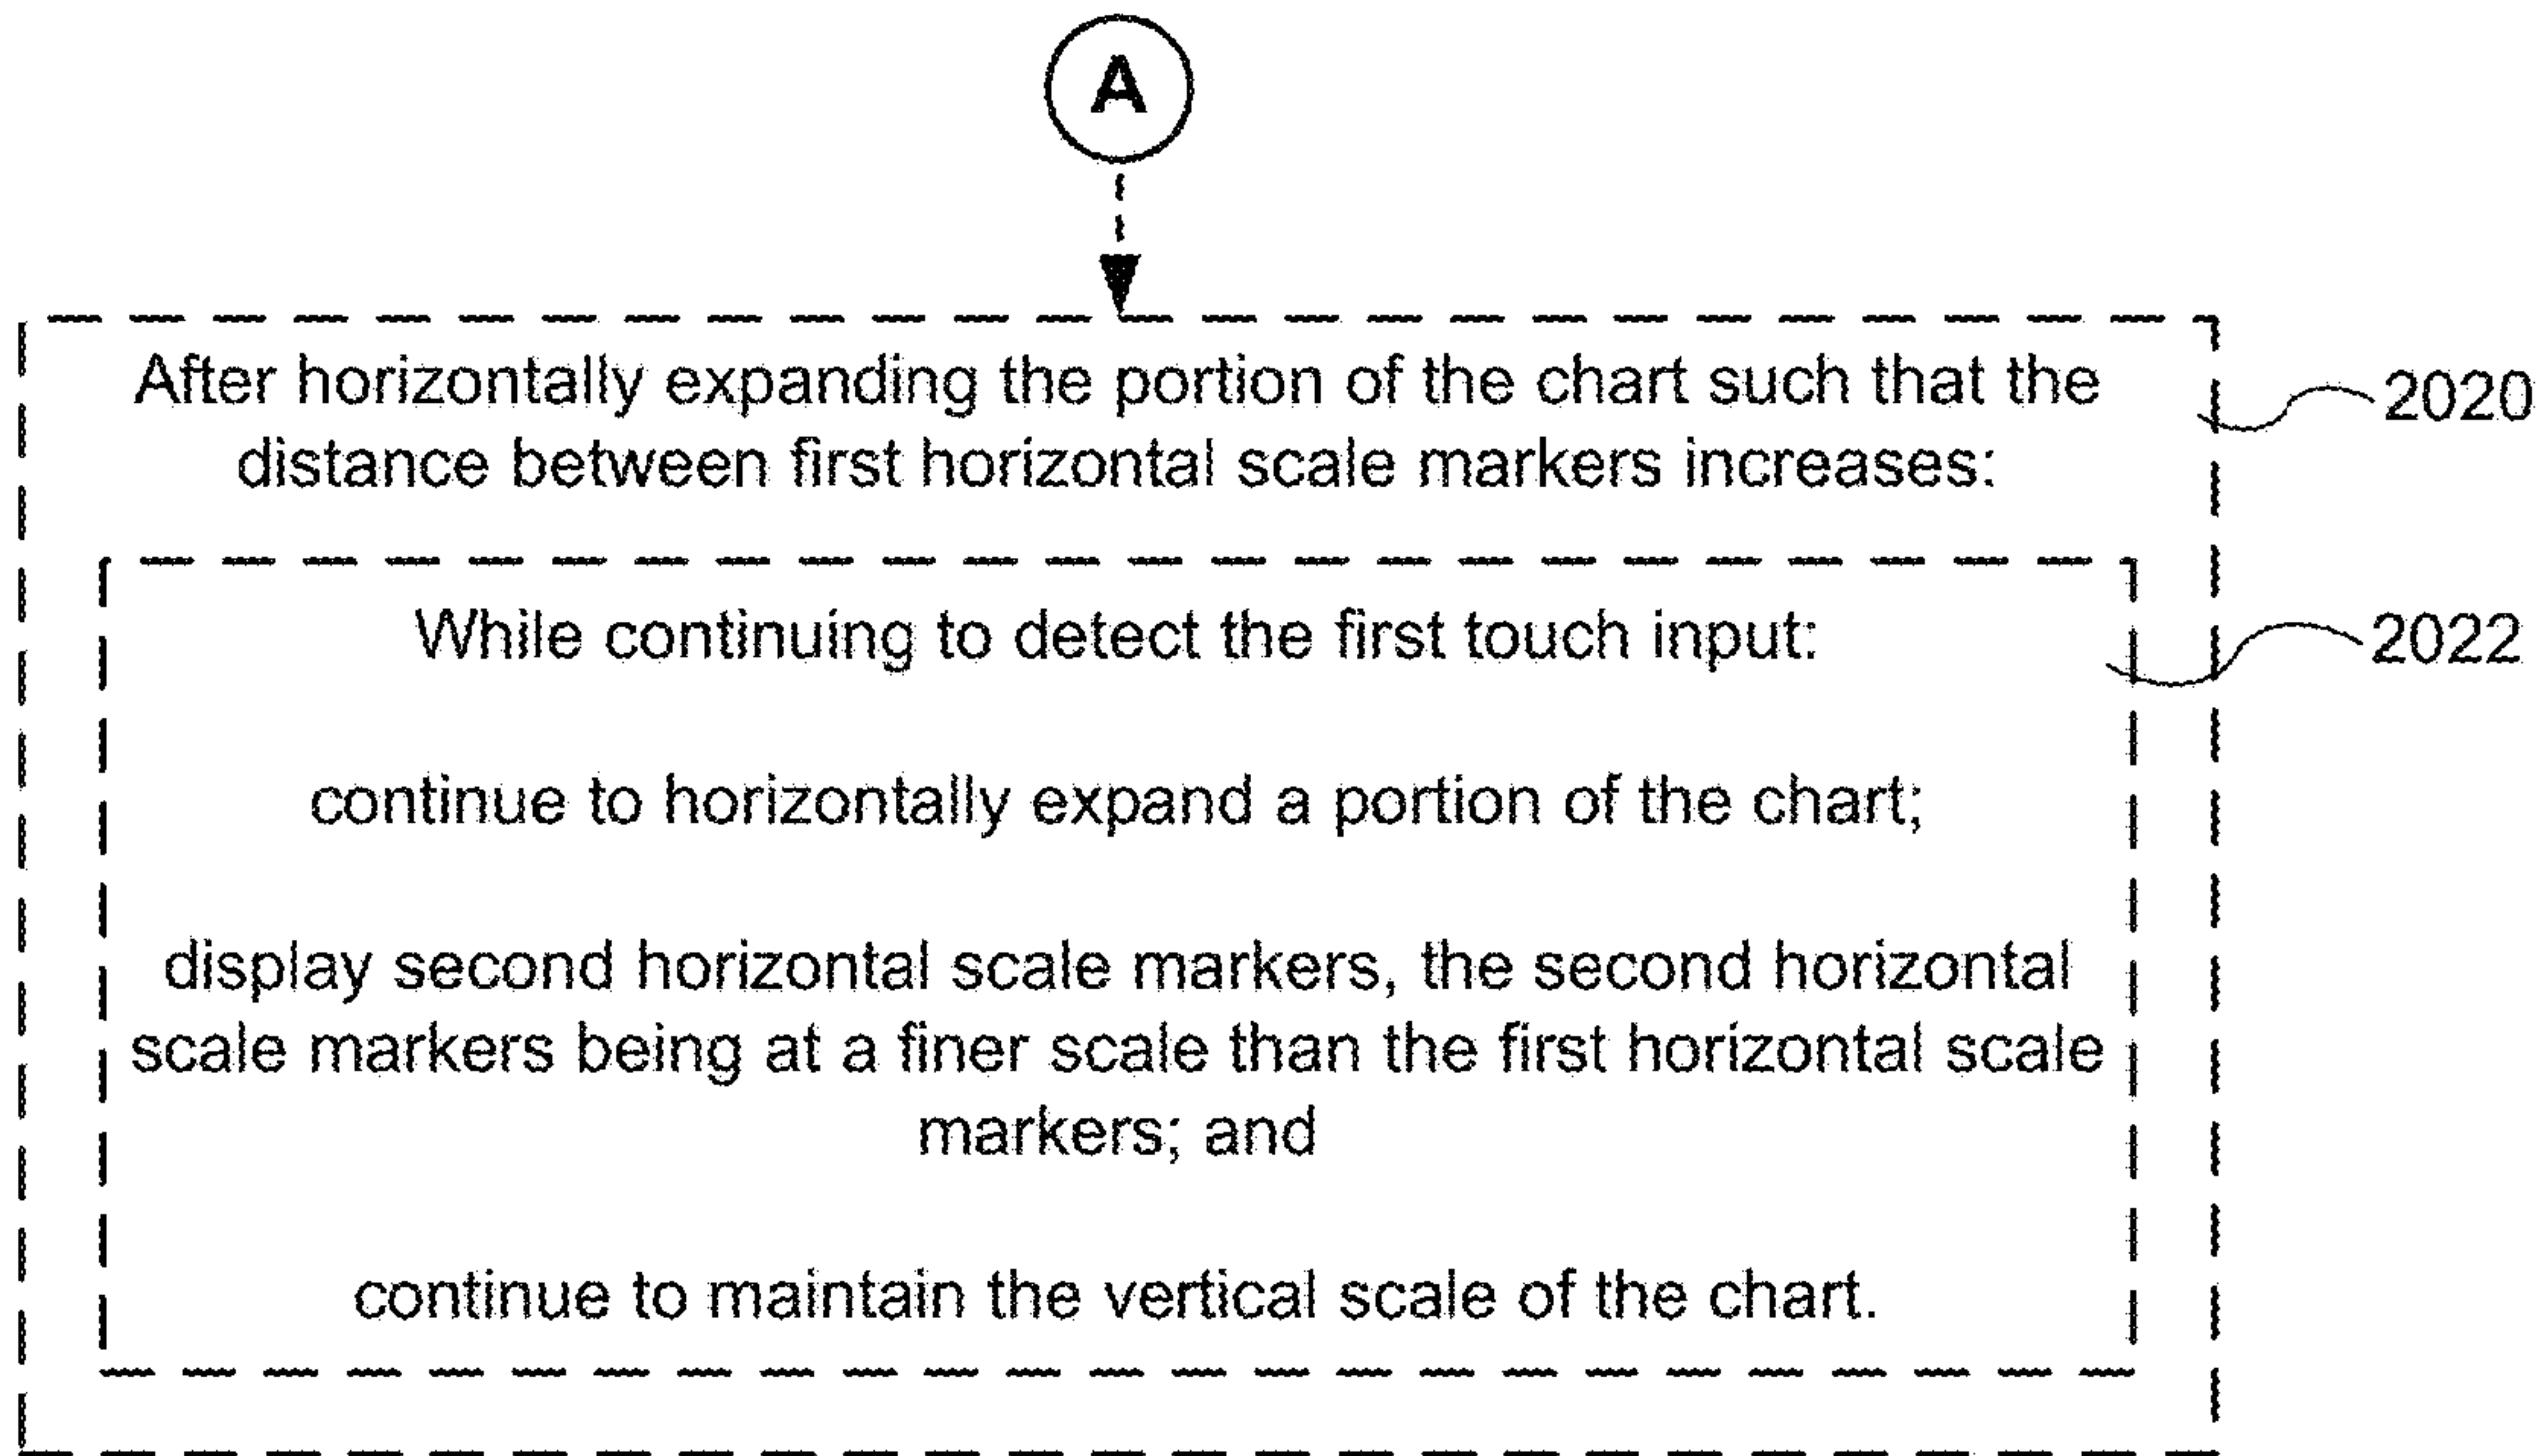 A
After horizontally expanding the portion of the chart such that the
distance between first horizontal scale markers increases:
2020
While continuing to detect the first touch input:
2022
continue to horizontally expand a portion of the chart;
display second horizontal scale markers, the second horizontal
scale markers being at a finer scale than the first horizontal scale
markers; and
continue to maintain the vertical scale of the chart.